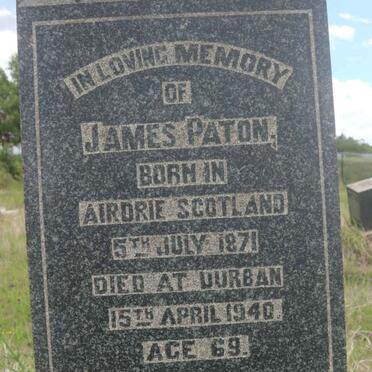 IN LOVING MEMORY
OF
JAMES PATON,
BORN IN
AIRDRIE SCOTLAND
5TH JULY 1871
DIED AT DURBAN
15TH APRIL 1940.
AGE 69.